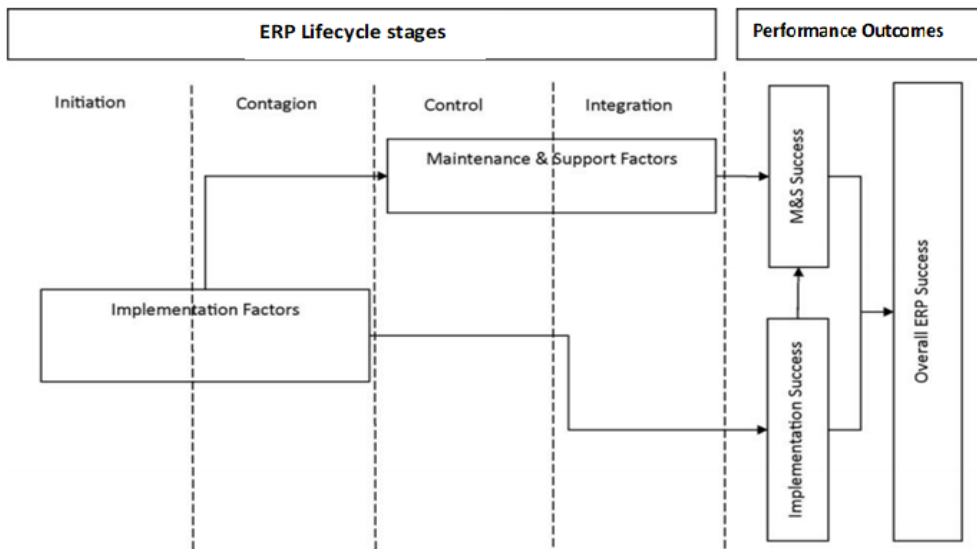 ERP Lifecycle stages
Performance Outcomes
Initiation
Contagion
Control
Integration
Maintenance & Support Factors
M&S Success
Implementation Factors
Implementation Success
Overall ERP Success